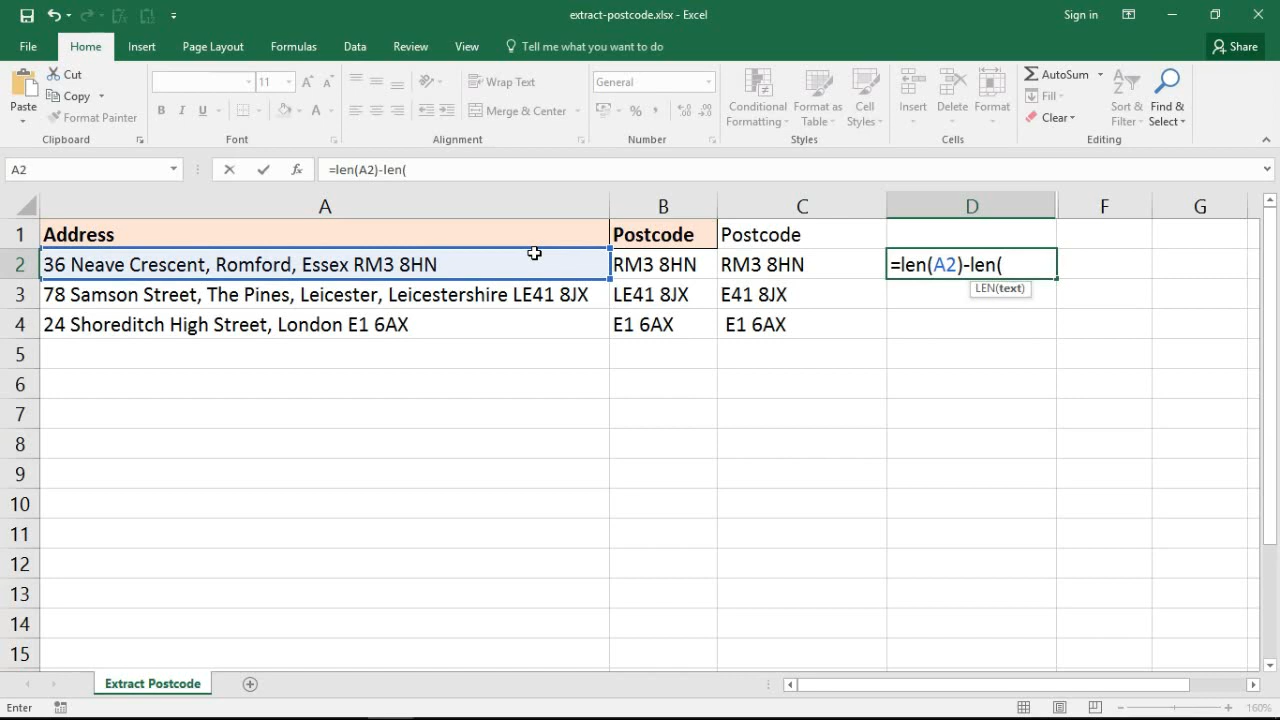 extract-postcode.xlsx - Excel
Sign in
File Home Insert Page Layout Formulas Data Review View Tell me what you want to do Share
Paste
Cut
Copy
Format Painter
Clipboard
11
B I U
Font
Wrap Text
Merge & Center
Alignment
General
%
Number
Conditional Formatting
Format as Table
Cell Styles
Styles
Insert
Delete
Format
Cells
AutoSum
Fill
Clear
Sort & Filter
Find & Select
Editing
A2 fx =len(A2)-len(
A B C D F G
1 Address Postcode Postcode
2 36 Neave Crescent, Romford, Essex RM3 8HN RM3 8HN RM3 8HN =len(A2)-len(
LEN(text)
3 78 Samson Street, The Pines, Leicester, Leicestershire LE41 8JX LE41 8JX E41 8JX
4 24 Shoreditch High Street, London E1 6AX E1 6AX E1 6AX
5
6
7
8
9
10
11
12
13
14
15
Extract Postcode
Enter
160%